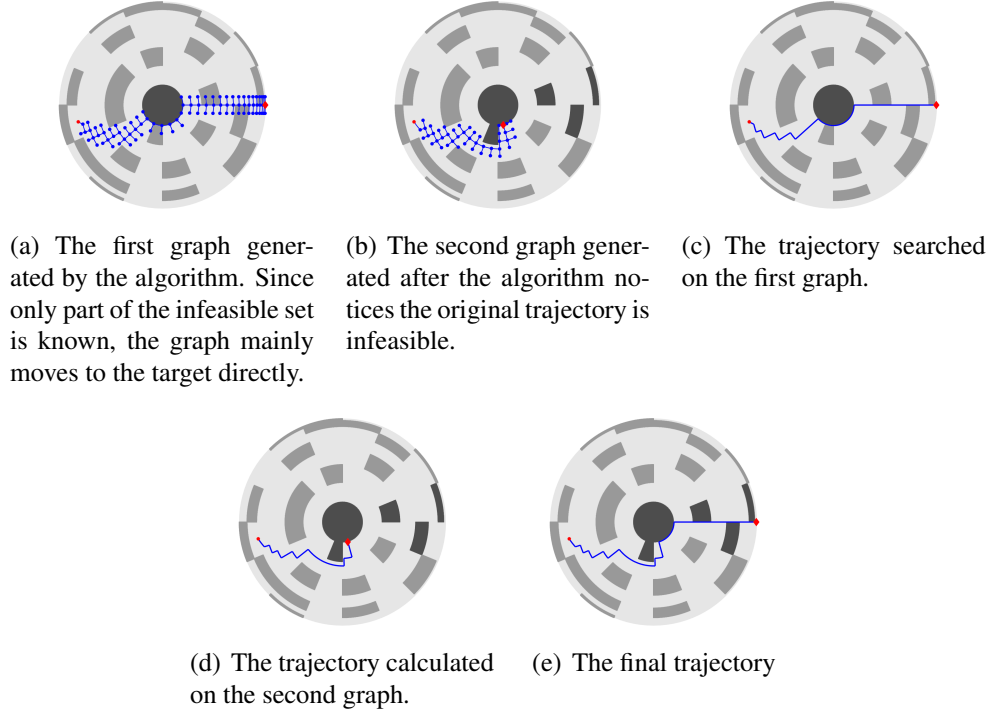 (a) The first graph gener-
ated by the algorithm. Since
only part of the infeasible set
is known, the graph mainly
moves to the target directly.
(b) The second graph gener-
ated after the algorithm no-
tices the original trajectory is
infeasible.
(c) The trajectory searched
on the first graph.
(d) The trajectory calculated
on the second graph.
(e) The final trajectory